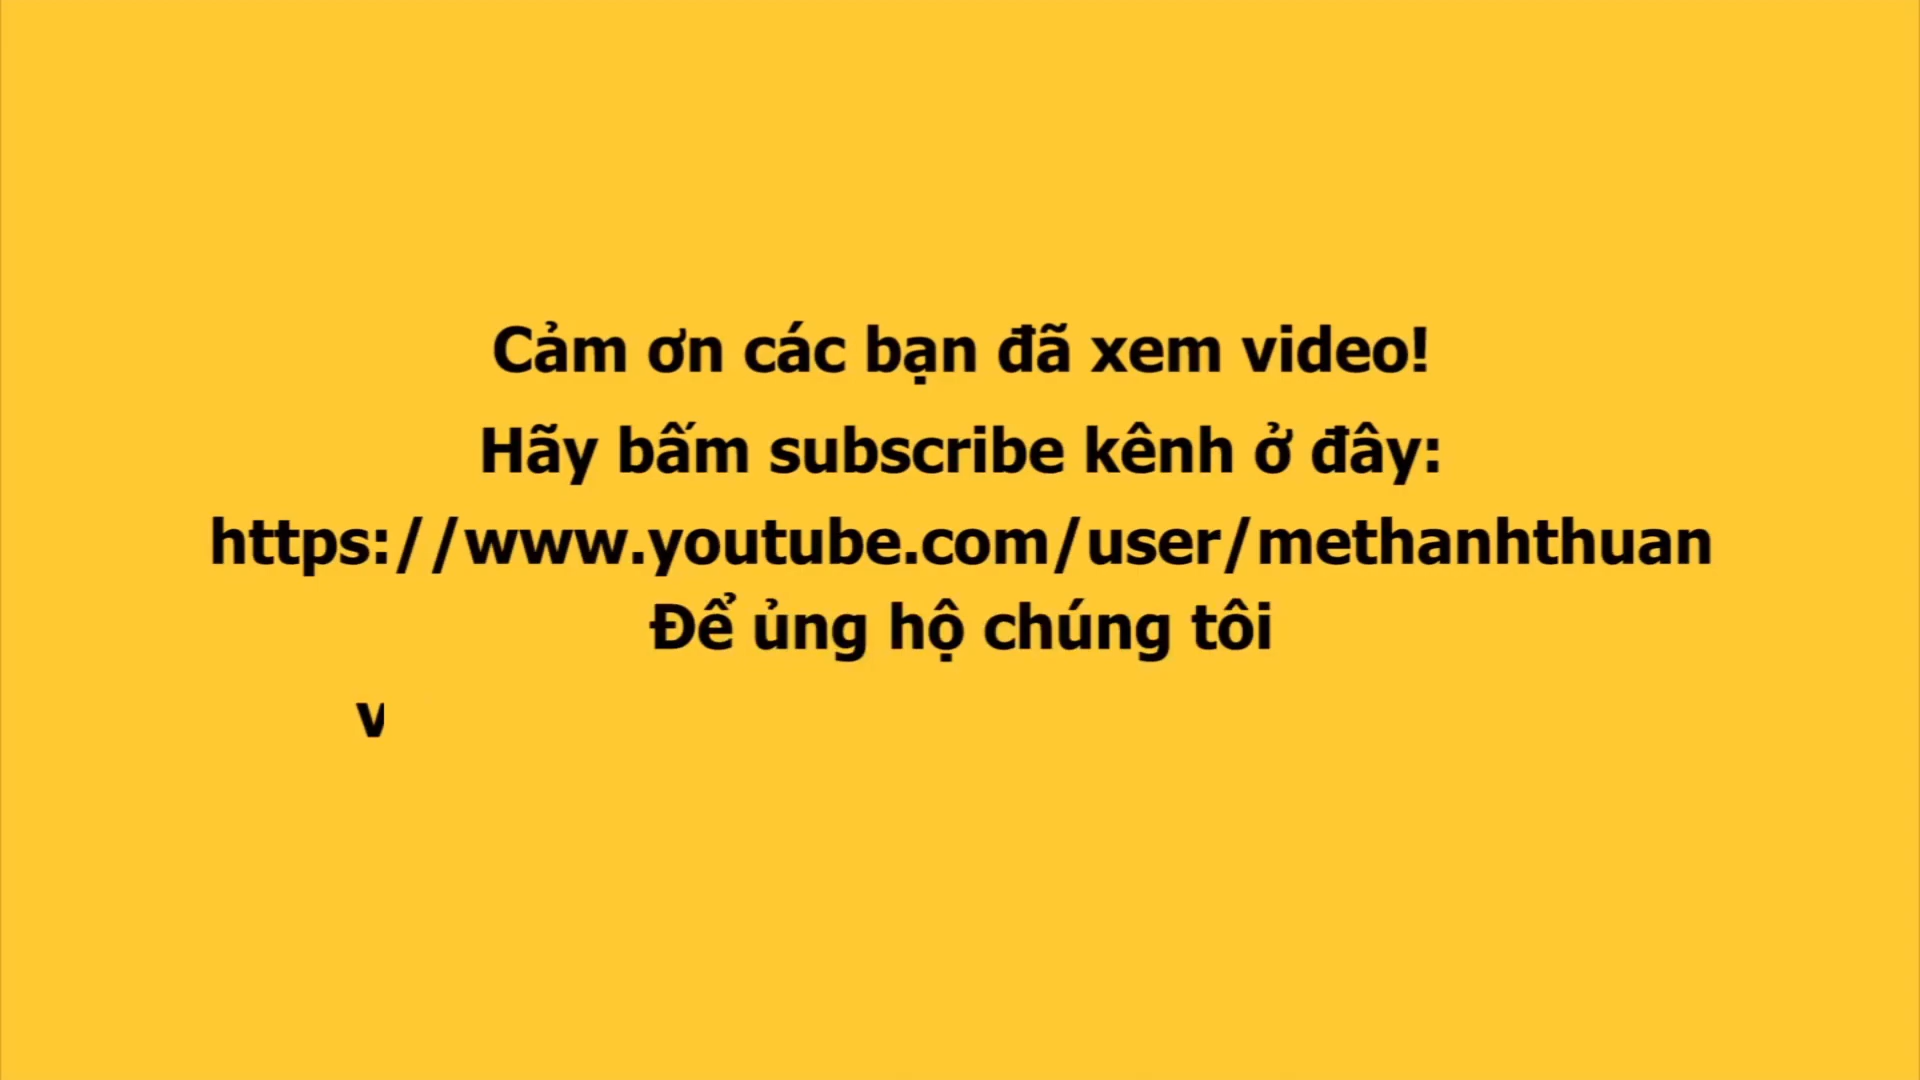 Cảm ơn các bạn đã xem video!
Hãy bấm subscribe kênh ở đây:
https://www.youtube.com/user/methanhthuan
Để ủng hộ chúng tôi
v